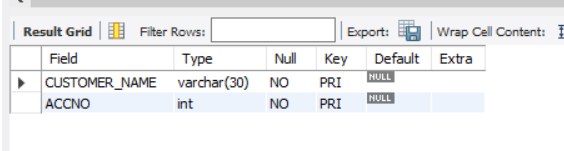 Result Grid Filter Rows: Export: Wrap Cell Content:
Field Type Null Key Default Extra
CUSTOMER_NAME varchar(30) NO PRI NULL
ACCNO int NO PRI NULL